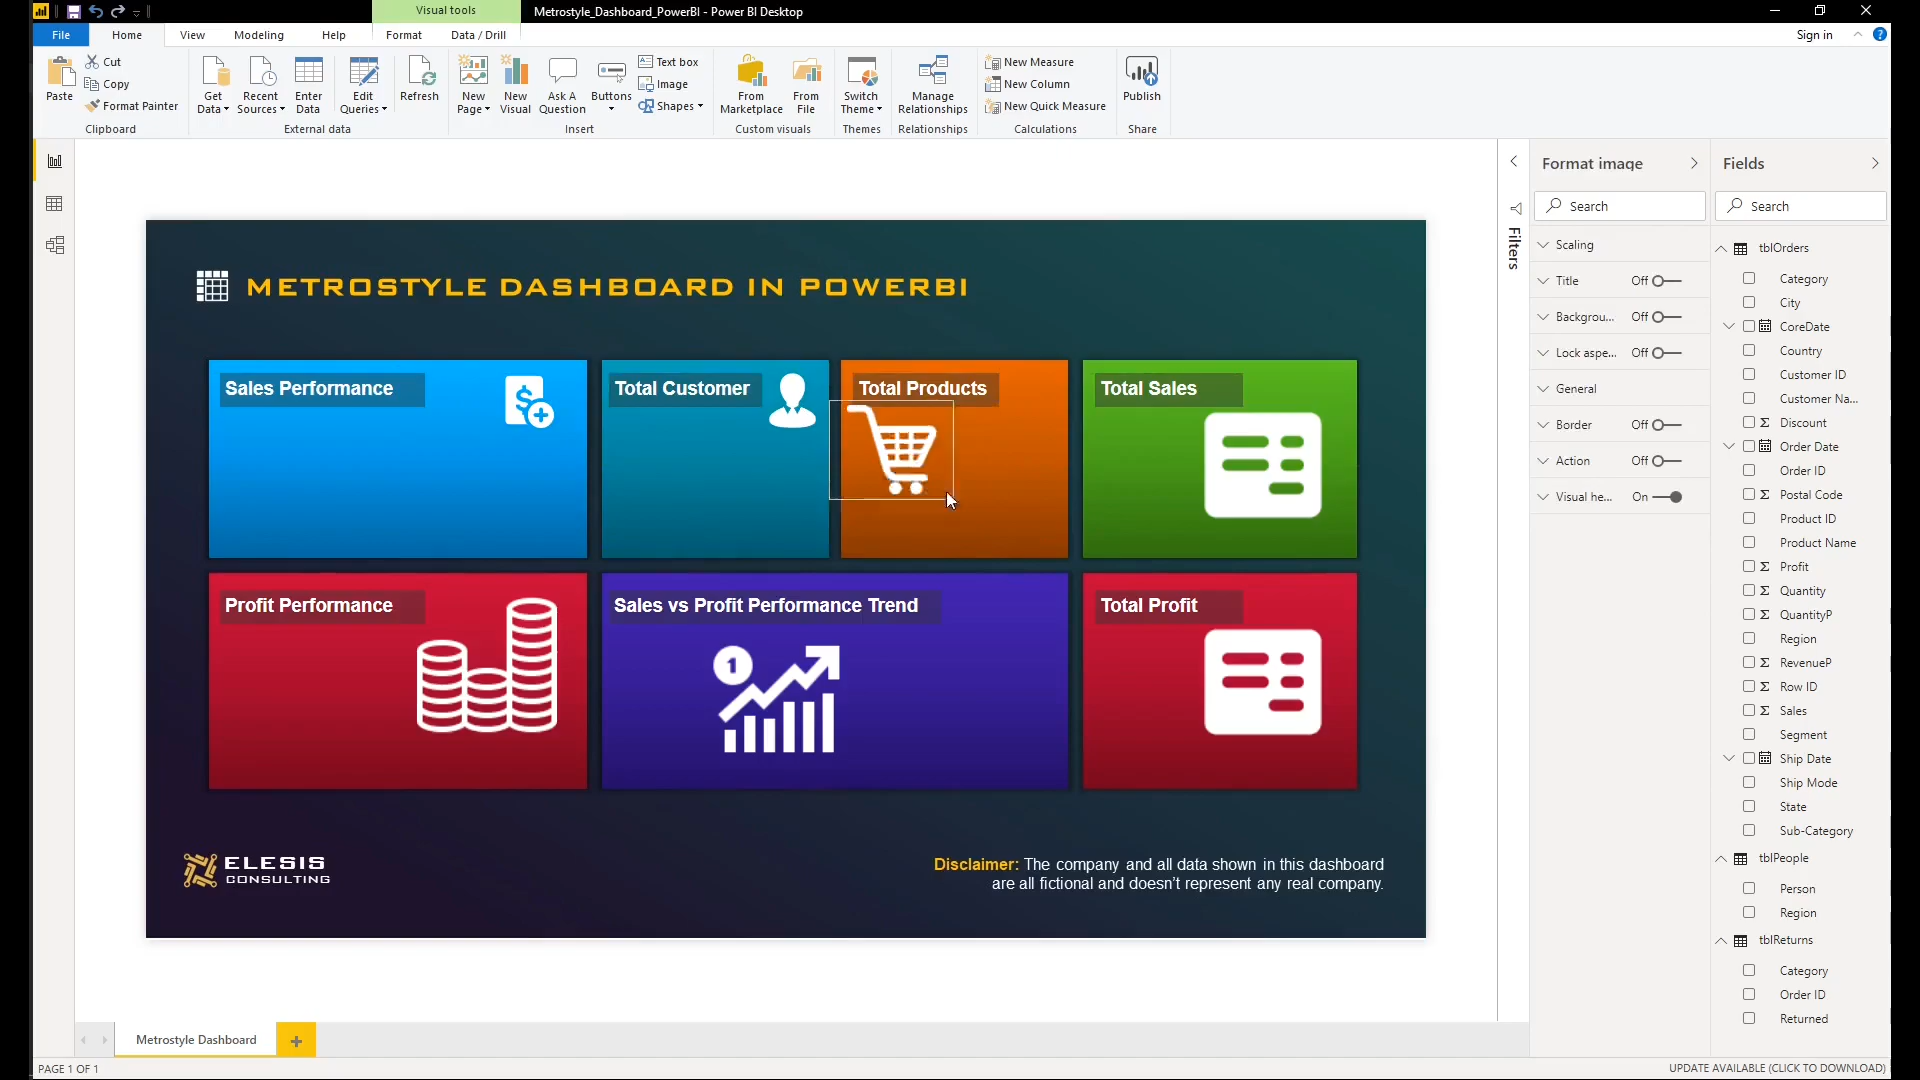 Visual tools
Metrostyle_Dashboard_PowerBI - Power BI Desktop
File
Home
View
Modeling
Help
Format
Data / Drill
Sign in
?
Paste
Cut
Copy
Format Painter
Clipboard
Get
Data
Recent
Sources
Enter
Data
Edit
Queries
Refresh
External data
New
Page
New
Visual
Ask A
Question
Buttons
Text box
Image
Shapes
Insert
From
Marketplace
From
File
Custom visuals
Switch
Theme
Themes
Manage
Relationships
Relationships
New Measure
New Column
New Quick Measure
Calculations
Publish
Share
METROSTYLE DASHBOARD IN POWERBI
Sales Performance
$
Total Customer
Total Products
Total Sales
Profit Performance
Sales vs Profit Performance Trend
1
Total Profit
ELESIS
CONSULTING
Disclaimer: The company and all data shown in this dashboard
are all fictional and doesn't represent any real company.
Filters
Format image
Search
Scaling
Title Off
Backgrou... Off
Lock aspe... Off
General
Border Off
Action Off
Visual he... On
Fields
Search
tblOrders
Category
City
CoreDate
Country
Customer ID
Customer Na...
Σ Discount
Order Date
Order ID
Σ Postal Code
Product ID
Product Name
Σ Profit
Σ Quantity
Σ QuantityP
Region
Σ RevenueP
Σ Row ID
Σ Sales
Segment
Ship Date
Ship Mode
State
Sub-Category
tblPeople
Person
Region
tblReturns
Category
Order ID
Returned
Metrostyle Dashboard
+
PAGE 1 OF 1
UPDATE AVAILABLE (CLICK TO DOWNLOAD)